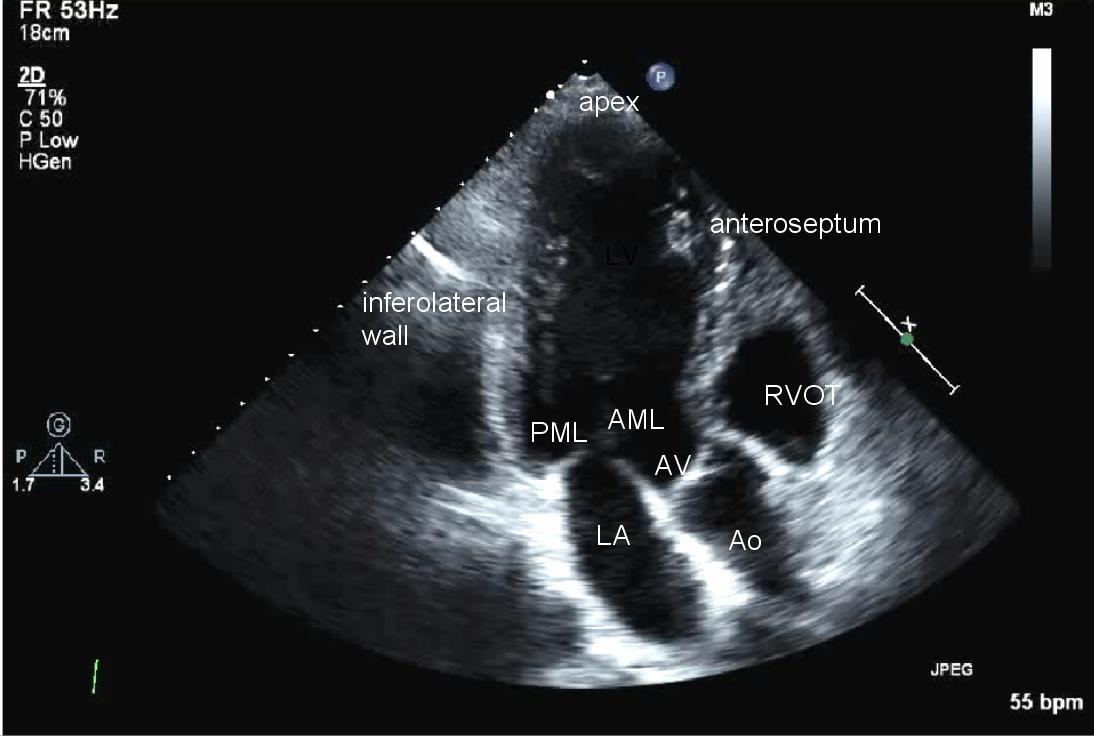 FR 53Hz
18cm
M3
2D
71%
C 50
P Low
HGen
P
apex
anteroseptum
LV
inferolateral
wall
RVOT
PML
AML
AV
LA
Ao
G
P R
1.7 3.4
JPEG
55 bpm